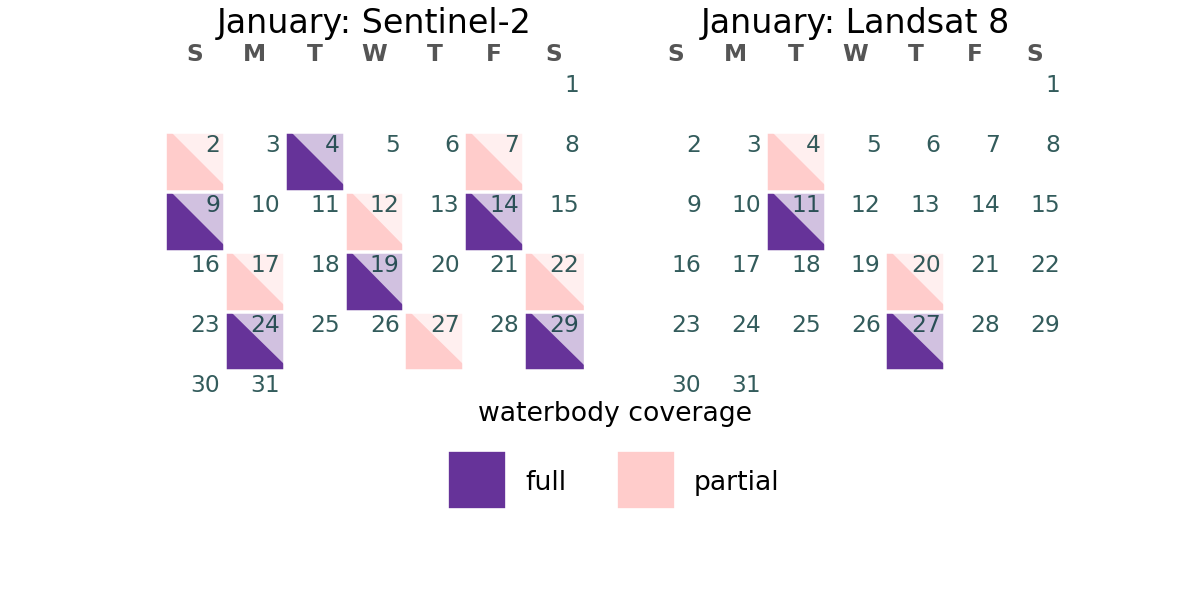 January: Sentinel-2
S M T W T F S
1
2 3 4 5 6 7 8
9 10 11 12 13 14 15
16 17 18 19 20 21 22
23 24 25 26 27 28 29
30 31
January: Landsat 8
S M T W T F S
1
2 3 4 5 6 7 8
9 10 11 12 13 14 15
16 17 18 19 20 21 22
23 24 25 26 27 28 29
30 31
waterbody coverage
full partial